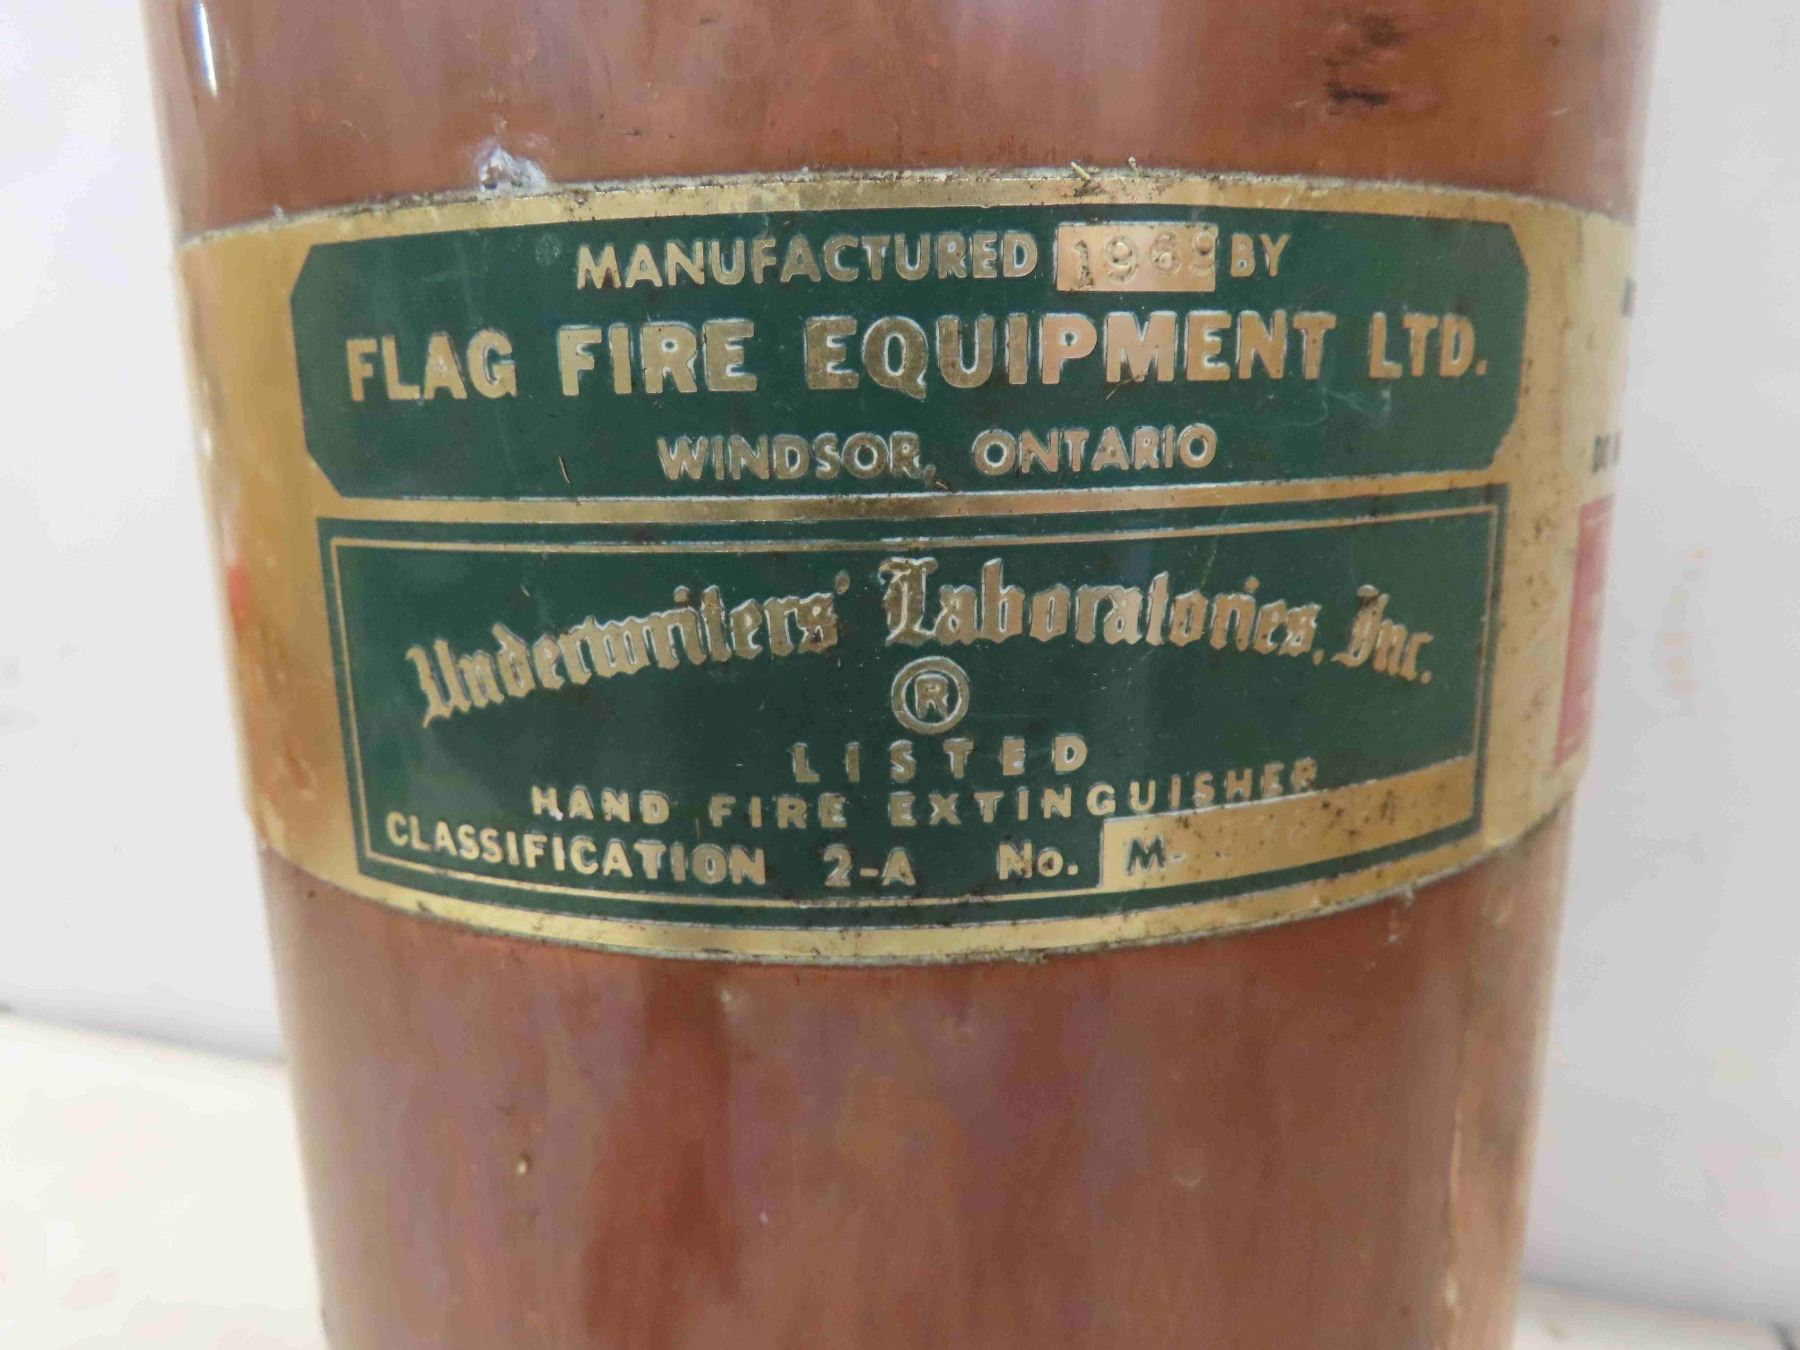 MANUFACTURED 1969 BY
FLAG FIRE EQUIPMENT LTD.
WINDSOR, ONTARIO
Underwriters' Laboratories, Inc.
®
LISTED
HAND FIRE EXTINGUISHER
CLASSIFICATION 2-A No. M-